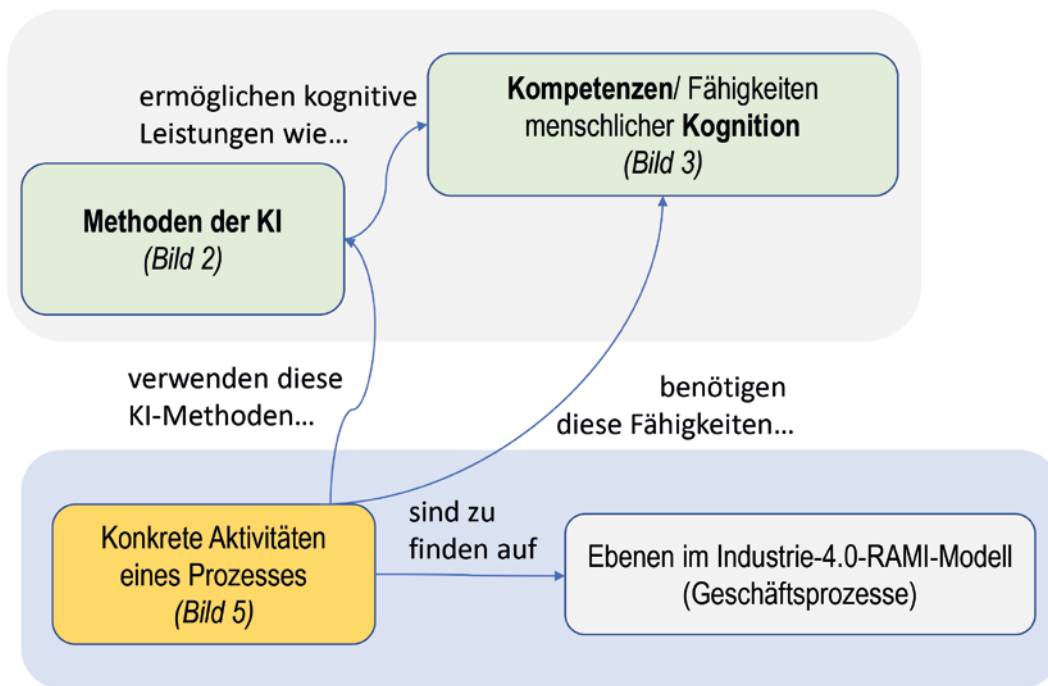 ermöglichen kognitive
Leistungen wie…
Kompetenzen/ Fähigkeiten
menschlicher Kognition
(Bild 3)
Methoden der KI
(Bild 2)
verwenden diese
KI-Methoden…
benötigen
diese Fähigkeiten…
Konkrete Aktivitäten
eines Prozesses
(Bild 5)
sind zu
finden auf
Ebenen im Industrie-4.0-RAMI-Modell
(Geschäftsprozesse)